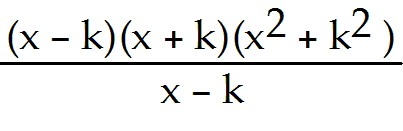 (x – k)(x + k)(x² + k² )
x – k